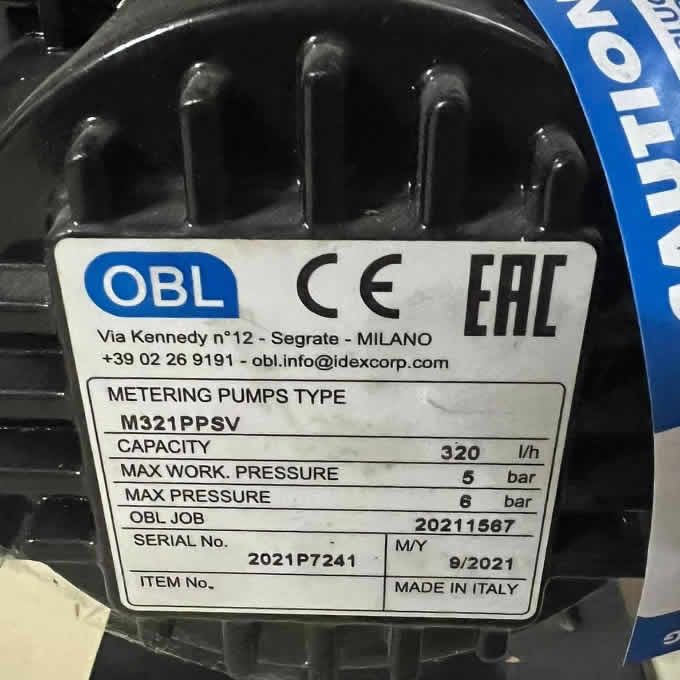 CAUTION
OBL CE EAC
Via Kennedy n°12 - Segrate - MILANO
+39 02 26 9191 - obl.info@idexcorp.com
METERING PUMPS TYPE
M321PPSV
CAPACITY 320 l/h
MAX WORK. PRESSURE 5 bar
MAX PRESSURE 6 bar
OBL JOB 20211567
SERIAL No. 2021P7241 M/Y 9/2021
ITEM No. MADE IN ITALY